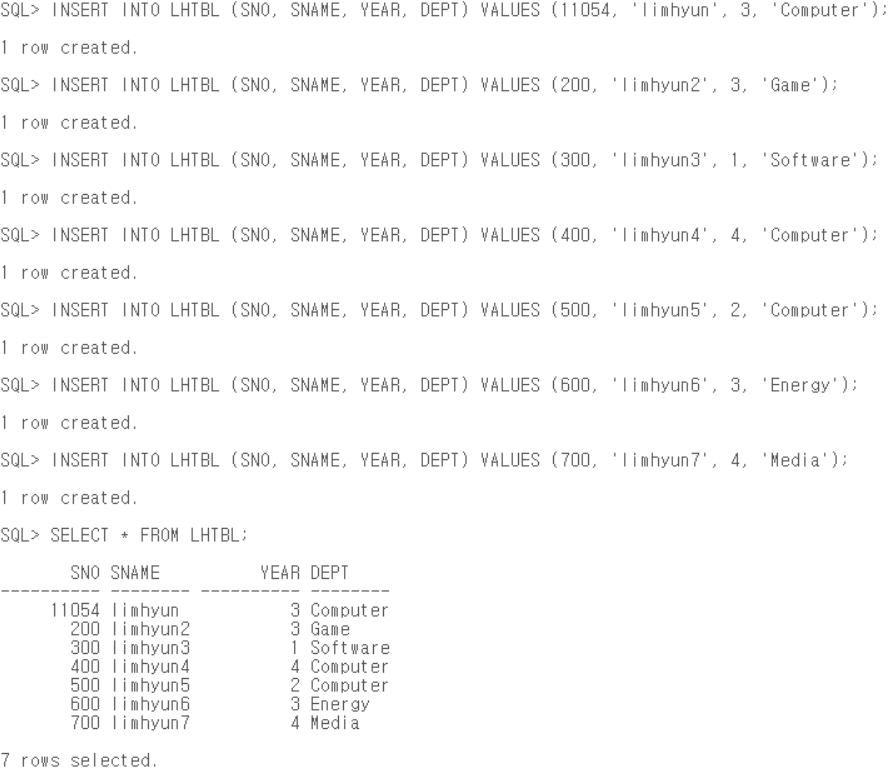 SQL> INSERT INTO LHTBL (SNO, SNAME, YEAR, DEPT) VALUES (11054, 'limhyun', 3, 'Computer');
1 row created.
SQL> INSERT INTO LHTBL (SNO, SNAME, YEAR, DEPT) VALUES (200, 'limhyun2', 3, 'Game');
1 row created.
SQL> INSERT INTO LHTBL (SNO, SNAME, YEAR, DEPT) VALUES (300, 'limhyun3', 1, 'Software');
1 row created.
SQL> INSERT INTO LHTBL (SNO, SNAME, YEAR, DEPT) VALUES (400, 'limhyun4', 4, 'Computer');
1 row created.
SQL> INSERT INTO LHTBL (SNO, SNAME, YEAR, DEPT) VALUES (500, 'limhyun5', 2, 'Computer');
1 row created.
SQL> INSERT INTO LHTBL (SNO, SNAME, YEAR, DEPT) VALUES (600, 'limhyun6', 3, 'Energy');
1 row created.
SQL> INSERT INTO LHTBL (SNO, SNAME, YEAR, DEPT) VALUES (700, 'limhyun7', 4, 'Media');
1 row created.
SQL> SELECT * FROM LHTBL;
       SNO SNAME          YEAR DEPT
---------- -------- ---------- --------
     11054 limhyun           3 Computer
       200 limhyun2          3 Game
       300 limhyun3          1 Software
       400 limhyun4          4 Computer
       500 limhyun5          2 Computer
       600 limhyun6          3 Energy
       700 limhyun7          4 Media
7 rows selected.